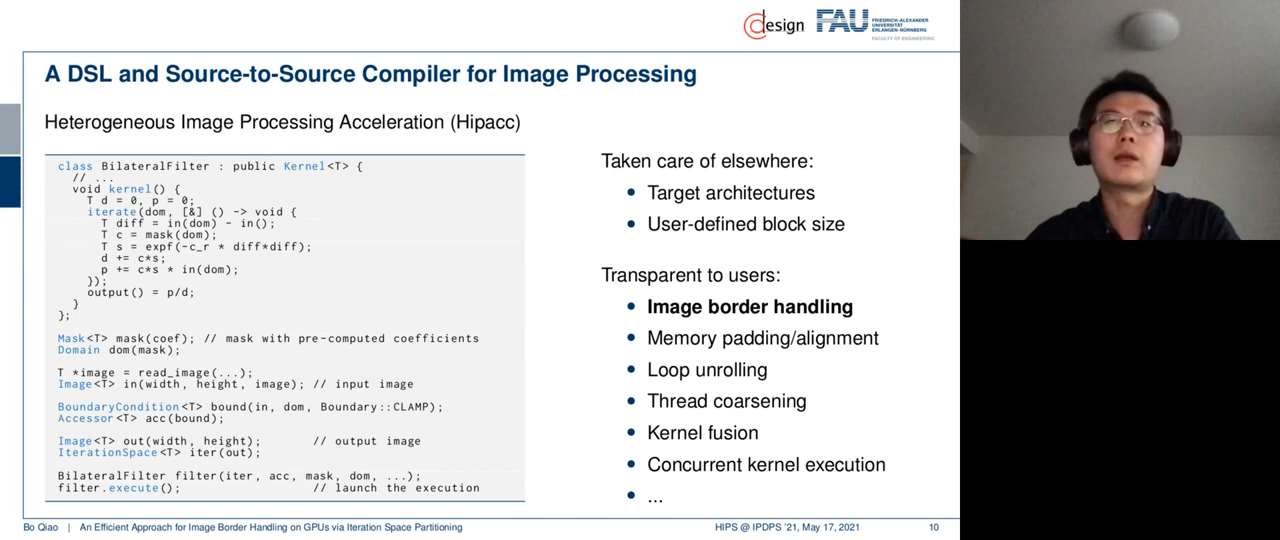 design
FAU
FRIEDRICH-ALEXANDER
UNIVERSITÄT
ERLANGEN-NÜRNBERG
FACULTY OF ENGINEERING
A DSL and Source-to-Source Compiler for Image Processing
Heterogeneous Image Processing Acceleration (Hipacc)
class BilateralFilter : public Kernel<T> {
// ...
void kernel() {
T d = 0, p = 0;
iterate(dom, [&] () -> void {
T diff = in(dom) - in();
T c = mask(dom);
T s = expf(-c_r * diff*diff);
d += c*s;
p += c*s * in(dom);
});
output() = p/d;
}
};
Mask<T> mask(coef); // mask with pre-computed coefficients
Domain dom(mask);
T *image = read_image(...);
Image<T> in(width, height, image); // input image
BoundaryCondition<T> bound(in, dom, Boundary::CLAMP);
Accessor<T> acc(bound);
Image<T> out(width, height); // output image
IterationSpace<T> iter(out);
BilateralFilter filter(iter, acc, mask, dom, ...);
filter.execute(); // launch the execution
Taken care of elsewhere:
• Target architectures
• User-defined block size
Transparent to users:
• Image border handling
• Memory padding/alignment
• Loop unrolling
• Thread coarsening
• Kernel fusion
• Concurrent kernel execution
• ...
Bo Qiao | An Efficient Approach for Image Border Handling on GPUs via Iteration Space Partitioning
HIPS @ IPDPS '21, May 17, 2021
10